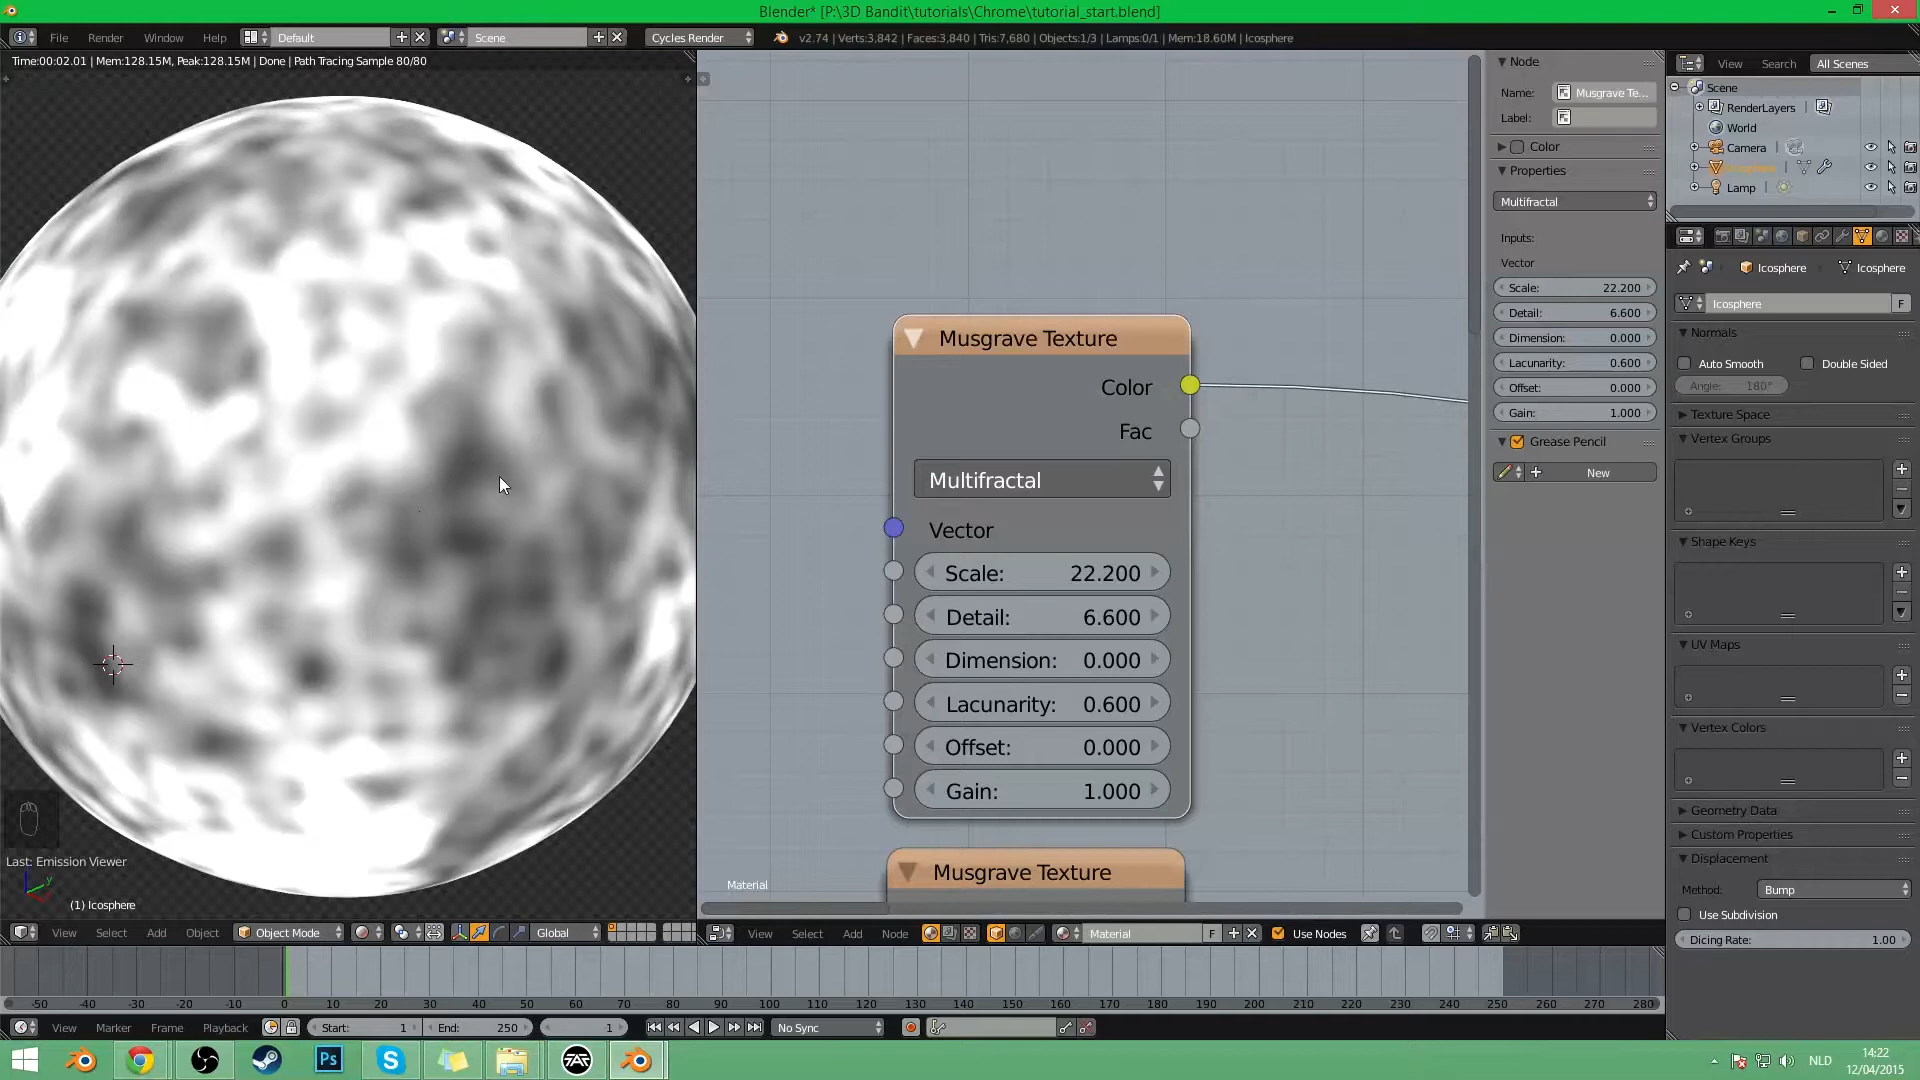 Blender* [P:\3D Bandit\tutorials\Chrome\tutorial_start.blend]
File Render Window Help Default Scene Cycles Render v2.74 | Verts:3,842 | Faces:3,840 | Tris:7,680 | Objects:1/3 | Lamps:0/1 | Mem:18.60M | Icosphere
Time:00:02.01 | Mem:128.15M, Peak:128.15M | Done | Path Tracing Sample 80/80
Last: Emission Viewer
y
(1) Icosphere
View Select Add Object Object Mode Global
Musgrave Texture
Color
Fac
Multifractal
Vector
Scale: 22.200
Detail: 6.600
Dimension: 0.000
Lacunarity: 0.600
Offset: 0.000
Gain: 1.000
Musgrave Texture
Material
View Select Add Node Material F Use Nodes
Node
Name: Musgrave Te...
Label:
Color
Properties
Multifractal
Inputs:
Vector
Scale: 22.200
Detail: 6.600
Dimension: 0.000
Lacunarity: 0.600
Offset: 0.000
Gain: 1.000
Grease Pencil
New
View Search All Scenes
Scene
RenderLayers
World
Camera
Lamp
Icosphere Icosphere
Icosphere F
Normals
Auto Smooth Double Sided
Angle: 180°
Texture Space
Vertex Groups
Shape Keys
UV Maps
Vertex Colors
Geometry Data
Custom Properties
Displacement
Method: Bump
Use Subdivision
Dicing Rate: 1.00
-50 -40 -30 -20 -10 0 10 20 30 40 50 60 70 80 90 100 110 120 130 140 150 160 170 180 190 200 210 220 230 240 250 260 270 280
View Marker Frame Playback Start: 1 End: 250 1 No Sync
Ps
NLD
14:22
12/04/2015